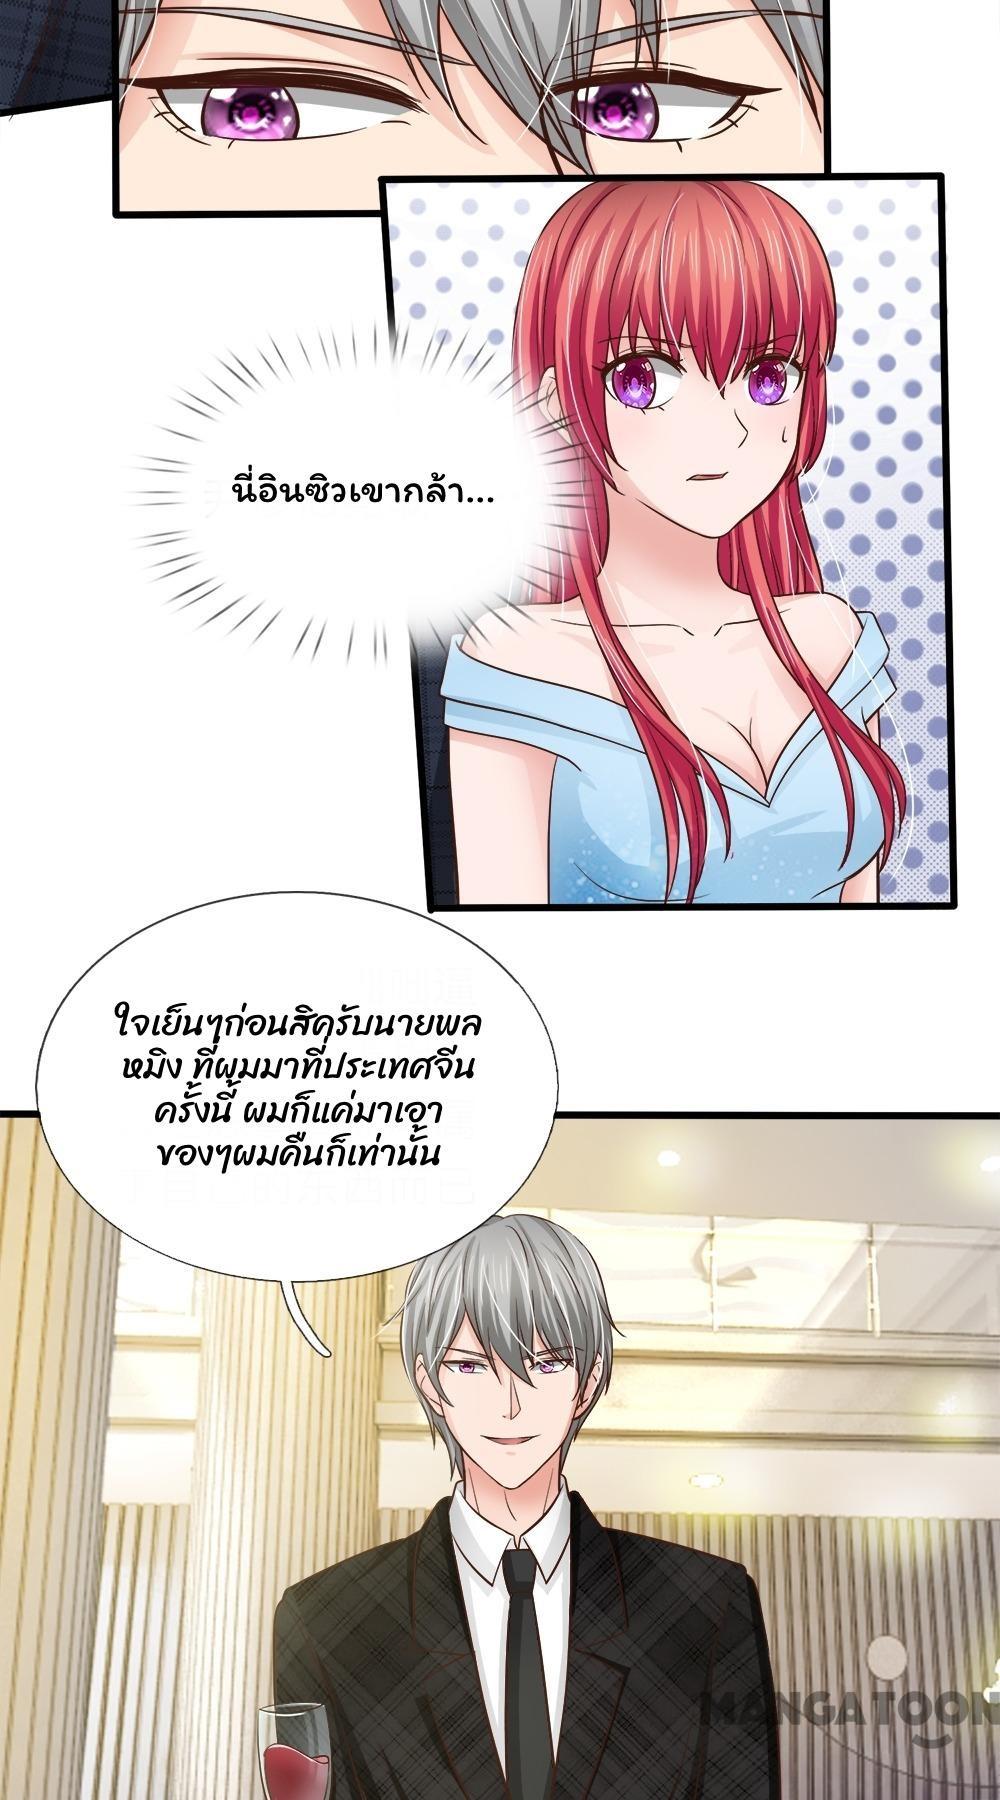 นี่อินซิวเขากล้า...
ใจเย็นๆก่อนสิครับนายพล
หมิง ที่ผมมาที่ประเทศจีน
ครั้งนี้ ผมก็แค่มาเอา
ของๆผมคืนก็เท่านั้น
MANGATOON